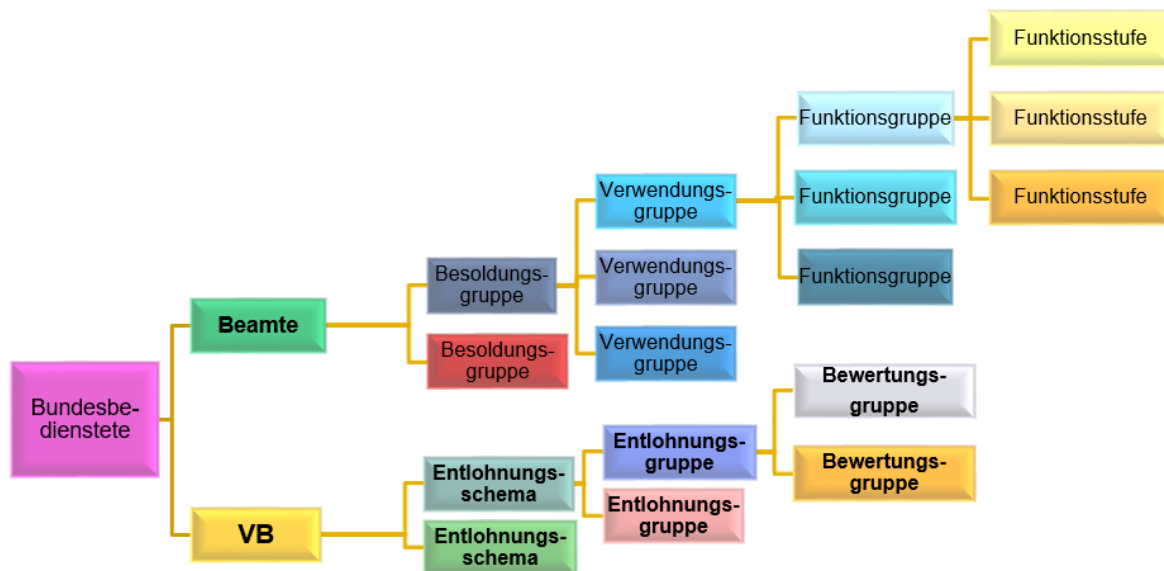 Bundesbe-
dienstete
Beamte
Besoldungs-
gruppe
Verwendungs-
gruppe
Funktionsgruppe
Funktionsstufe
Funktionsstufe
Funktionsstufe
Funktionsgruppe
Funktionsgruppe
Verwendungs-
gruppe
Verwendungs-
gruppe
Besoldungs-
gruppe
VB
Entlohnungs-
schema
Entlohnungs-
gruppe
Bewertungs-
gruppe
Bewertungs-
gruppe
Entlohnungs-
gruppe
Entlohnungs-
schema